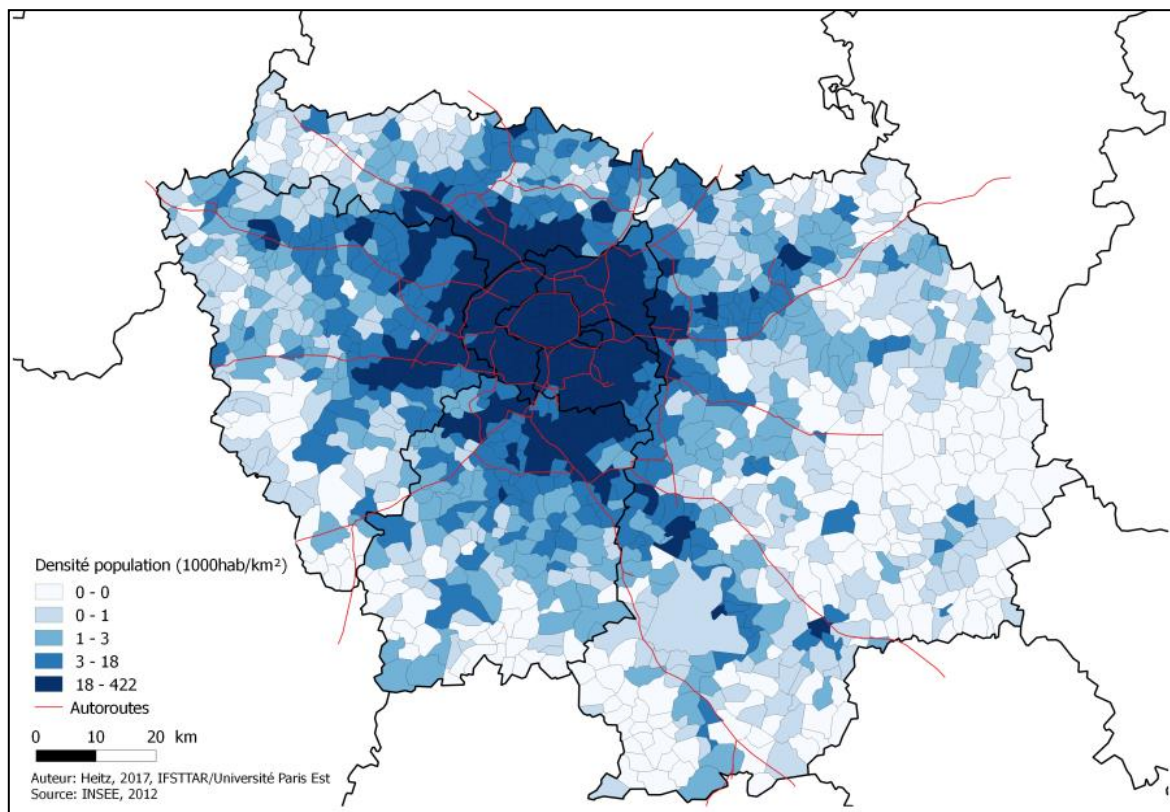 Densité population (1000hab/km²)
0 - 0
0 - 1
1 - 3
3 - 18
18 - 422
Autoroutes
0 10 20 km
Auteur: Heitz, 2017, IFSTTAR/Université Paris Est
Source: INSEE, 2012